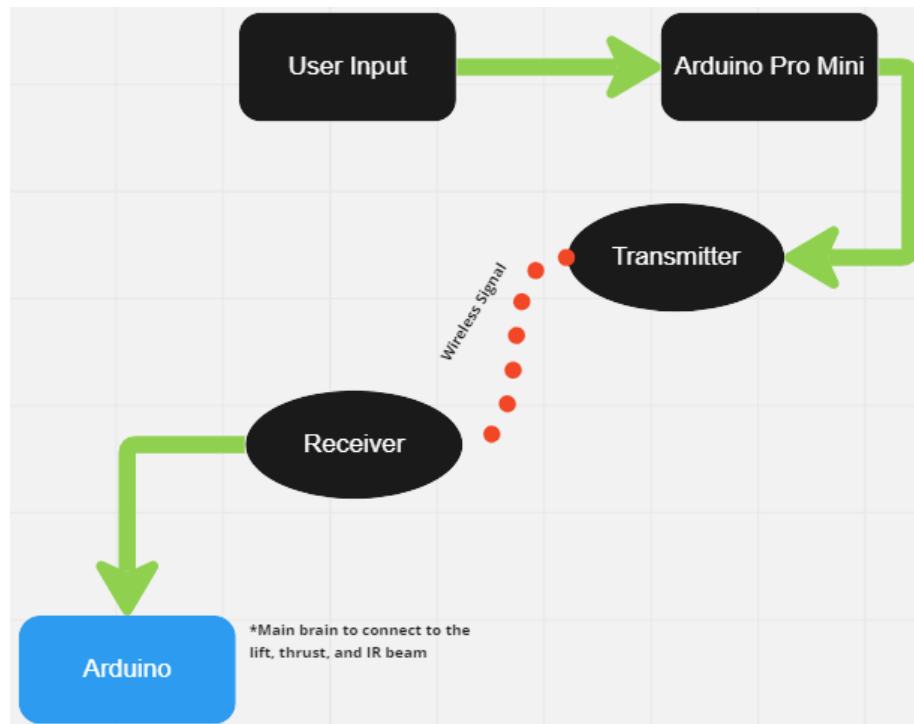 User Input
Arduino Pro Mini
Transmitter
Wireless Signal
Receiver
*Main brain to connect to the
lift, thrust, and IR beam
Arduino